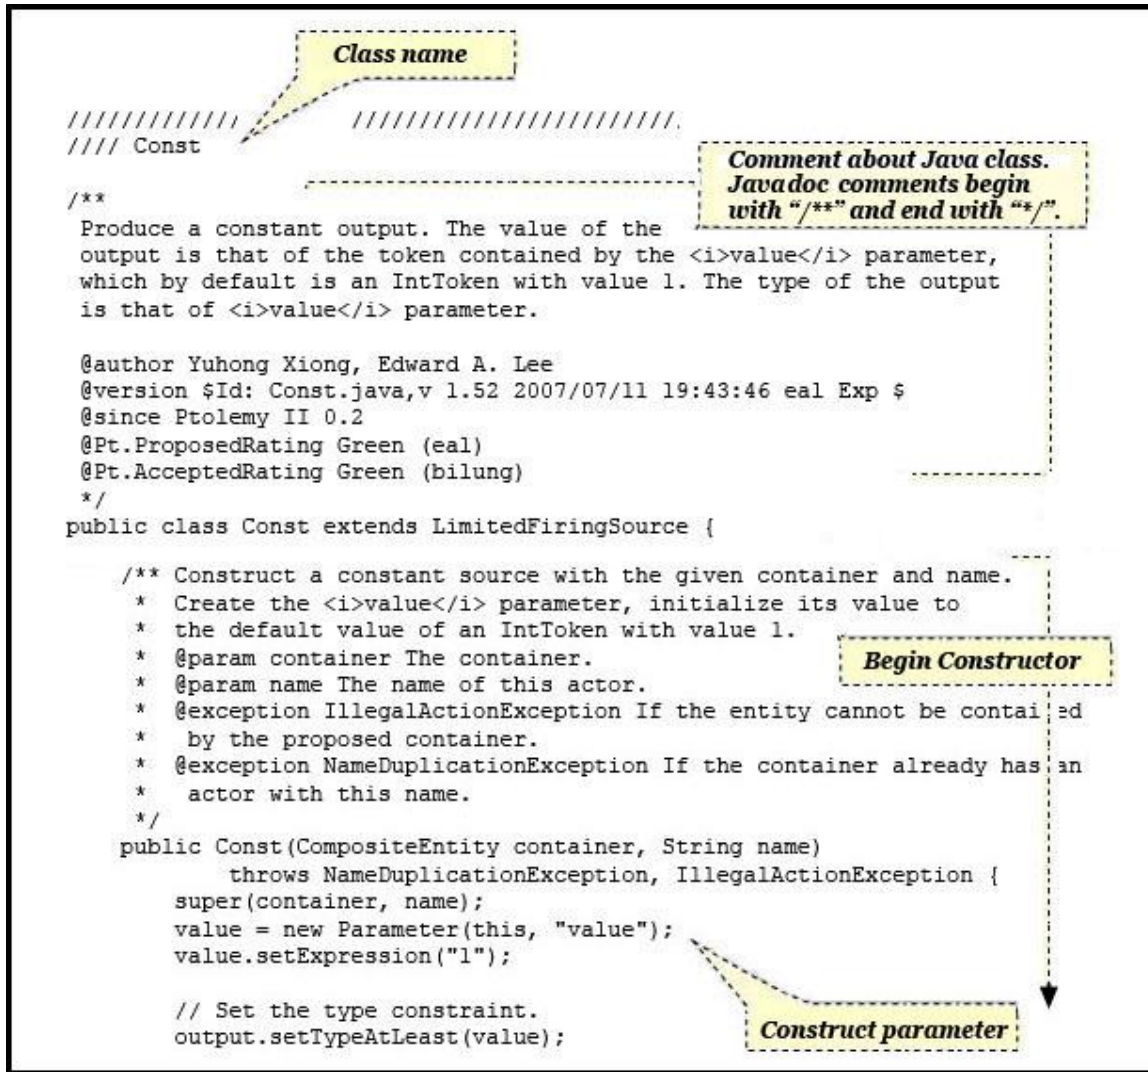 Class name
/////////////          /////////////////////////.
//// Const
Comment about Java class.
Javadoc comments begin
with “/**” and end with “*/”.
/**
Produce a constant output. The value of the
output is that of the token contained by the <i>value</i> parameter,
which by default is an IntToken with value 1. The type of the output
is that of <i>value</i> parameter.
@author Yuhong Xiong, Edward A. Lee
@version $Id: Const.java,v 1.52 2007/07/11 19:43:46 eal Exp $
@since Ptolemy II 0.2
@Pt.ProposedRating Green (eal)
@Pt.AcceptedRating Green (bilung)
*/
public class Const extends LimitedFiringSource {
/** Construct a constant source with the given container and name.
* Create the <i>value</i> parameter, initialize its value to
* the default value of an IntToken with value 1.
Begin Constructor
* @param container The container.
* @param name The name of this actor.
* @exception IllegalActionException If the entity cannot be contained
* by the proposed container.
* @exception NameDuplicationException If the container already has an
* actor with this name.
*/
public Const(CompositeEntity container, String name)
throws NameDuplicationException, IllegalActionException {
super(container, name);
value = new Parameter(this, "value");
value.setExpression("1");
// Set the type constraint.
output.setTypeAtLeast(value);
Construct parameter